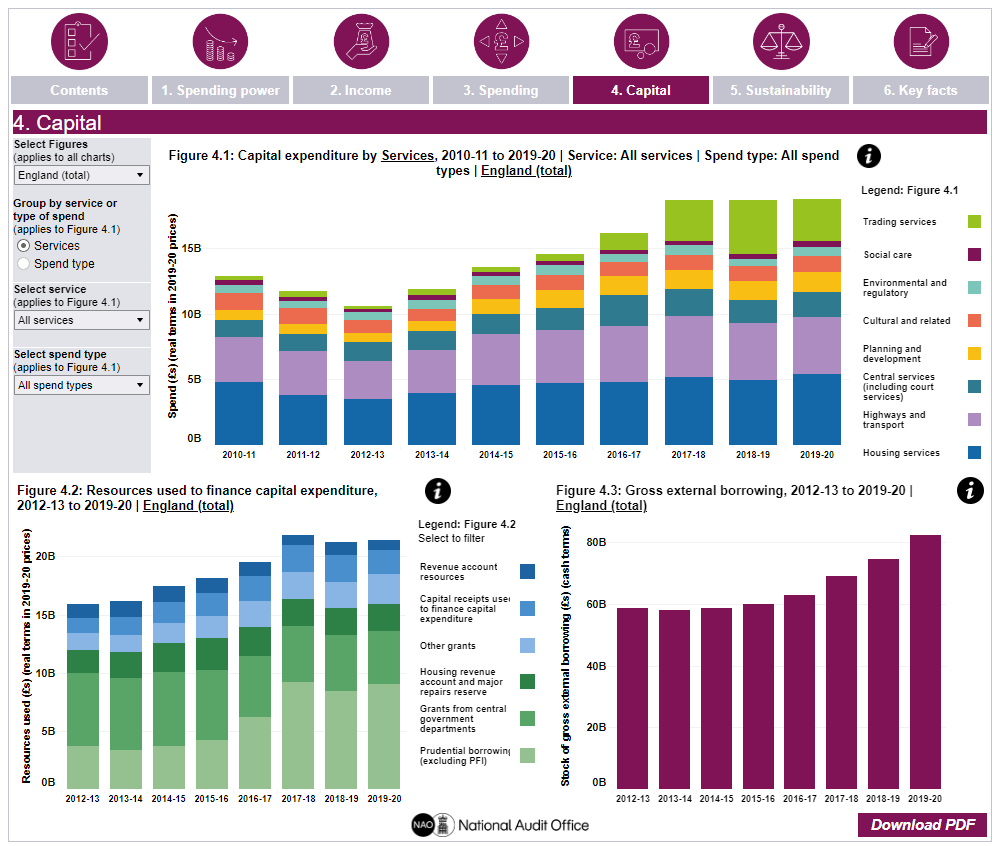 Contents
1. Spending power
2. Income
3. Spending
4. Capital
5. Sustainability
6. Key facts
4. Capital
Select Figures
(applies to all charts)
England (total)
Group by service or
type of spend
(applies to Figure 4.1)
Services
Spend type
Select service
(applies to Figure 4.1)
All services
Select spend type
(applies to Figure 4.1)
All spend types
Figure 4.1: Capital expenditure by Services, 2010-11 to 2019-20 | Service: All services | Spend type: All spend
types | England (total)
i
Spend (£s) (real terms in 2019-20 prices)
15B
10B
5B
0B
2010-11
2011-12
2012-13
2013-14
2014-15
2015-16
2016-17
2017-18
2018-19
2019-20
Legend: Figure 4.1
Trading services
Social care
Environmental and
regulatory
Cultural and related
Planning and
development
Central services
(including court
services)
Highways and
transport
Housing services
Figure 4.2: Resources used to finance capital expenditure,
2012-13 to 2019-20 | England (total)
i
Resources used (£s) (real terms in 2019-20 prices)
20B
15B
10B
5B
0B
2012-13
2013-14
2014-15
2015-16
2016-17
2017-18
2018-19
2019-20
Legend: Figure 4.2
Select to filter
Revenue account
resources
Capital receipts use
to finance capital
expenditure
Other grants
Housing revenue
account and major
repairs reserve
Grants from central
government
departments
Prudential borrowing
(excluding PFI)
Figure 4.3: Gross external borrowing, 2012-13 to 2019-20 |
England (total)
i
Stock of gross external borrowing (£s) (cash terms)
80B
60B
40B
20B
0B
2012-13
2013-14
2014-15
2015-16
2016-17
2017-18
2018-19
2019-20
NAO
National Audit Office
Download PDF